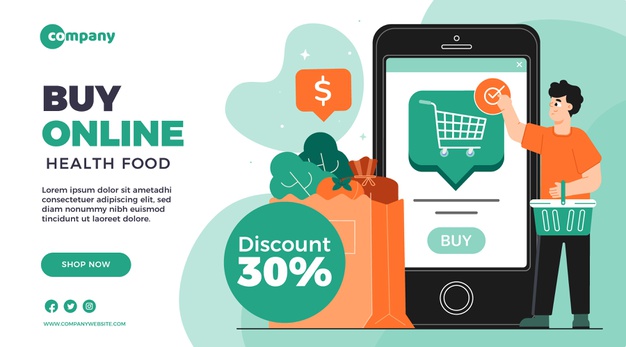 company
BUY
ONLINE
HEALTH FOOD
Lorem ipsum dolor sit amet,
consectetuer adipiscing elit,
sed diam nonummy nibh euismod
tincidunt ut laoreet dolore.
SHOP NOW
WWW.COMPANYWEBSITE.COM
$
Discount
30%
BUY